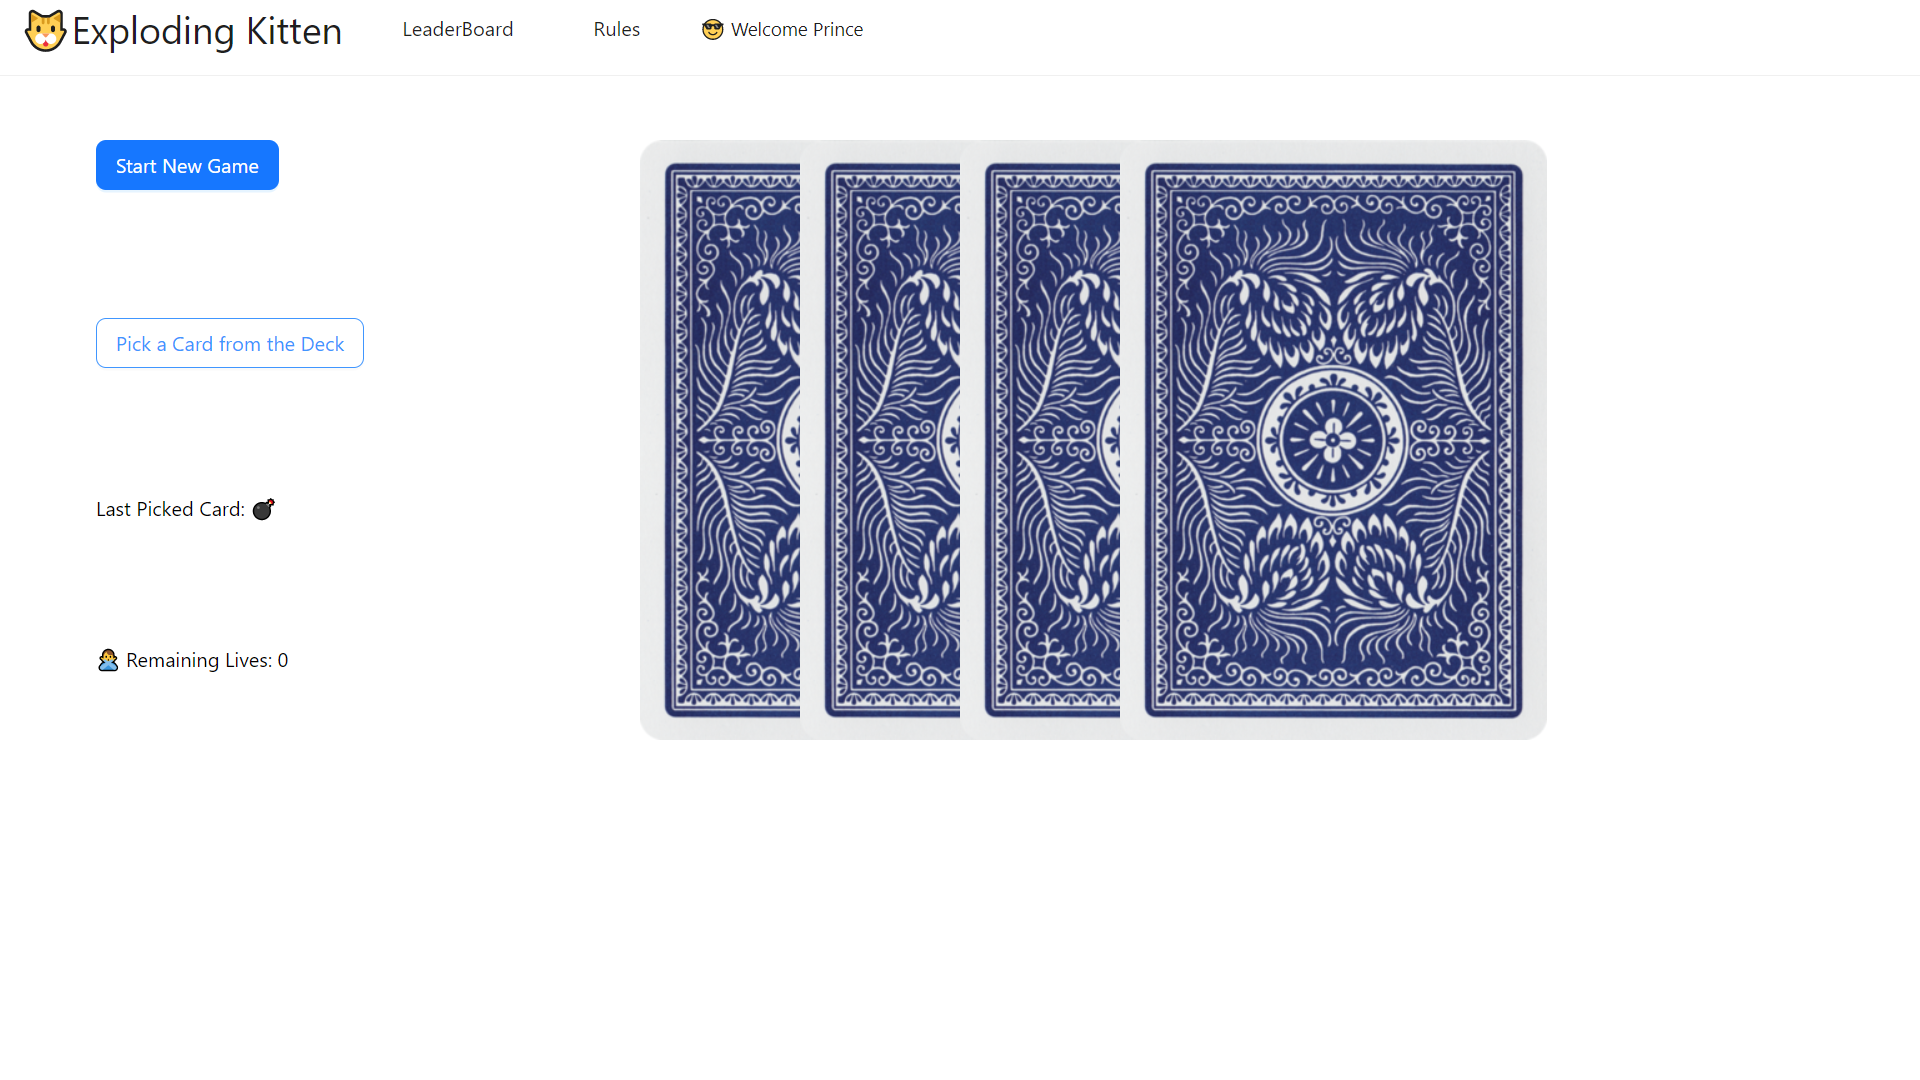 🐱Exploding Kitten
LeaderBoard
Rules
😎 Welcome Prince
Start New Game
Pick a Card from the Deck
Last Picked Card: 💣
🙍‍♂️ Remaining Lives: 0